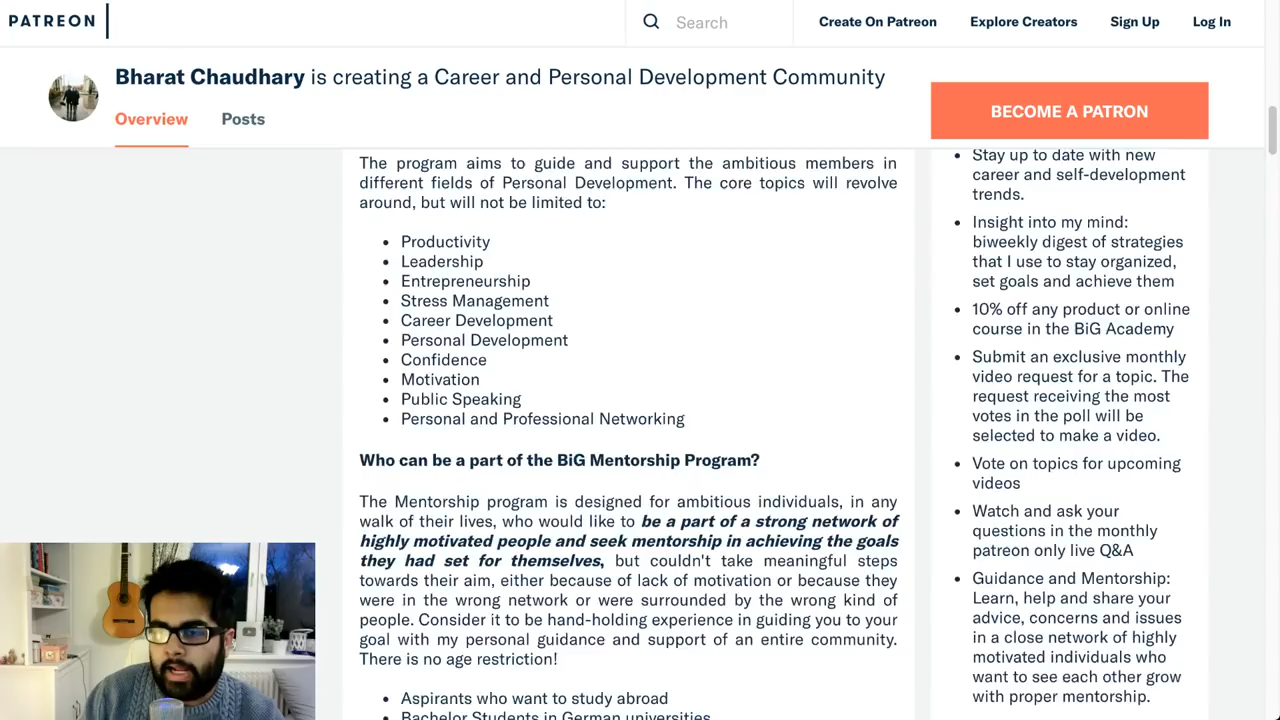 PATREON
Search
Create On Patreon
Explore Creators
Sign Up
Log In
Bharat Chaudhary is creating a Career and Personal Development Community
Overview
Posts
BECOME A PATRON
The program aims to guide and support the ambitious members in
different fields of Personal Development. The core topics will revolve
around, but will not be limited to:
• Productivity
• Leadership
• Entrepreneurship
• Stress Management
• Career Development
• Personal Development
• Confidence
• Motivation
• Public Speaking
• Personal and Professional Networking
Who can be a part of the BiG Mentorship Program?
The Mentorship program is designed for ambitious individuals, in any
walk of their lives, who would like to be a part of a strong network of
highly motivated people and seek mentorship in achieving the goals
they had set for themselves, but couldn't take meaningful steps
towards their aim, either because of lack of motivation or because they
were in the wrong network or were surrounded by the wrong kind of
people. Consider it to be hand-holding experience in guiding you to your
goal with my personal guidance and support of an entire community.
There is no age restriction!
• Aspirants who want to study abroad
• Bachelor Students in German universities
• Stay up to date with new
career and self-development
trends.
• Insight into my mind:
biweekly digest of strategies
that I use to stay organized,
set goals and achieve them
• 10% off any product or online
course in the BiG Academy
• Submit an exclusive monthly
video request for a topic. The
request receiving the most
votes in the poll will be
selected to make a video.
• Vote on topics for upcoming
videos
• Watch and ask your
questions in the monthly
patreon only live Q&A
• Guidance and Mentorship:
Learn, help and share your
advice, concerns and issues
in a close network of highly
motivated individuals who
want to see each other grow
with proper mentorship.